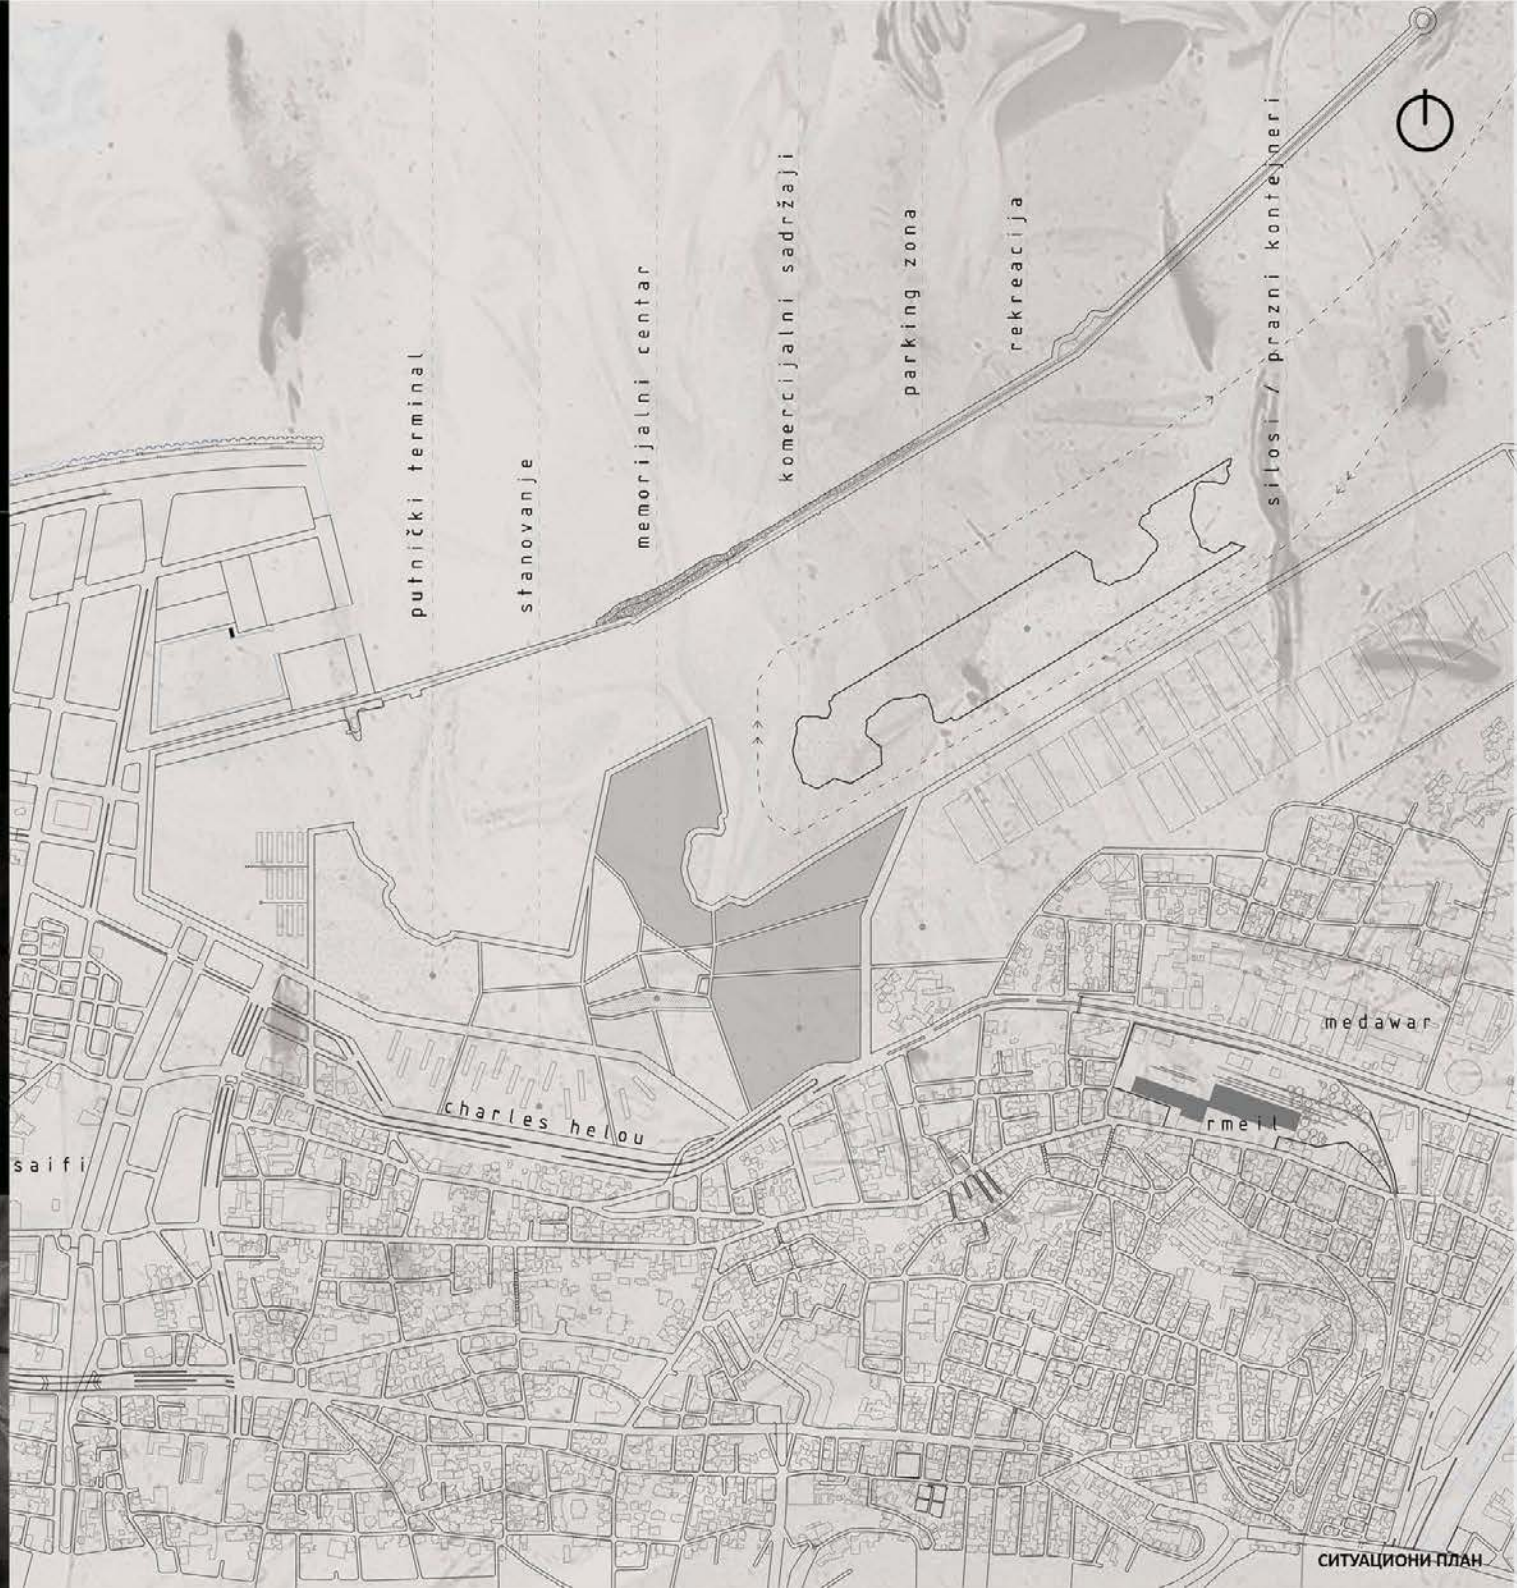 putnički terminal
stanovanje
memorijalni centar
komercijalni sadržaji
parking zona
rekreacija
silosi / prazni kontejneri
medawar
rmeil
charles helou
saifi
СИТУАЦИОНИ ПЛАН